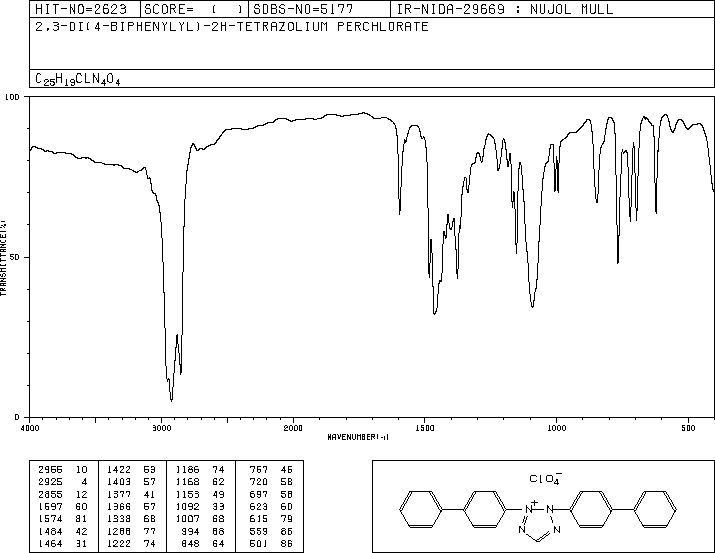 HIT-NO=2623 SCORE= ( ) SDBS-NO=5177 IR-NIDA-29669 : NUJOL MULL
2,3-DI(4-BIPHENYLYL)-2H-TETRAZOLIUM PERCHLORATE
C25H19CLN4O4
100
50
0
TRANSMITTANCE(%)
4000 3000 2000 1500 1000 500
WAVENUMBER(-1)
2955 10 1422 59 1186 74 767 46
2925 4 1403 57 1168 62 720 58
2855 12 1377 41 1153 49 697 58
1597 60 1366 57 1092 33 623 60
1574 81 1338 68 1007 68 615 79
1484 42 1288 77 994 68 559 86
1464 31 1222 74 848 64 501 86
ClO4−
N+ N
N N